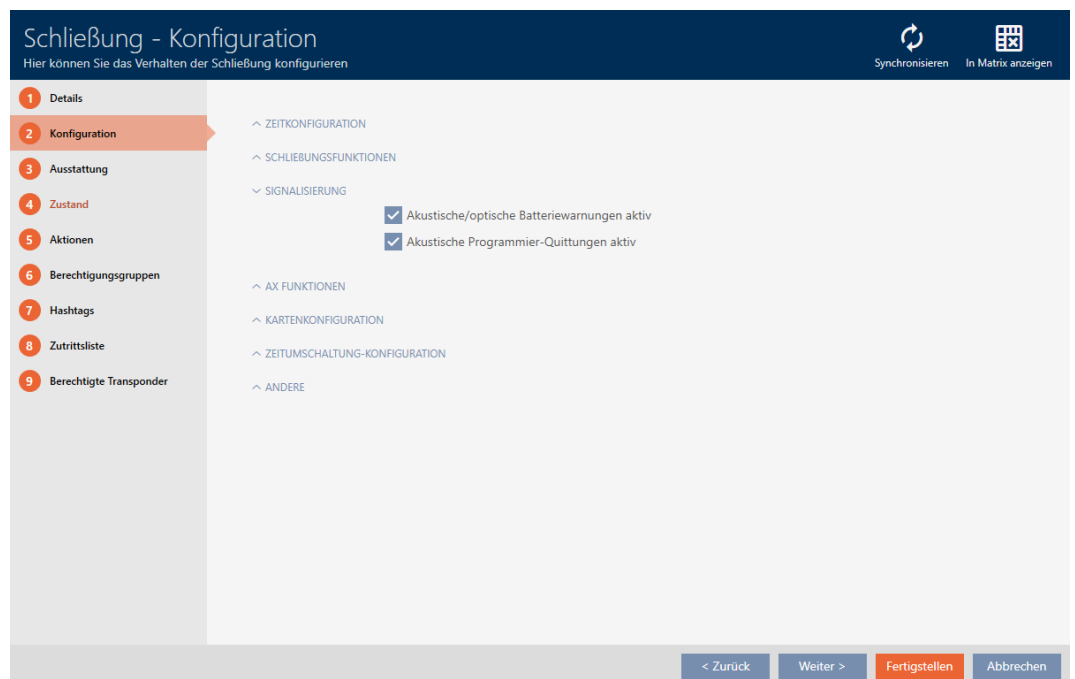 Schließung - Konfiguration
Hier können Sie das Verhalten der Schließung konfigurieren
Synchronisieren
In Matrix anzeigen
1 Details
2 Konfiguration
3 Ausstattung
4 Zustand
5 Aktionen
6 Berechtigungsgruppen
7 Hashtags
8 Zutrittsliste
9 Berechtigte Transponder
ZEITKONFIGURATION
SCHLIEßUNGSFUNKTIONEN
SIGNALISIERUNG
Akustische/optische Batteriewarnungen aktiv
Akustische Programmier-Quittungen aktiv
AX FUNKTIONEN
KARTENKONFIGURATION
ZEITUMSCHALTUNG-KONFIGURATION
ANDERE
< Zurück
Weiter >
Fertigstellen
Abbrechen